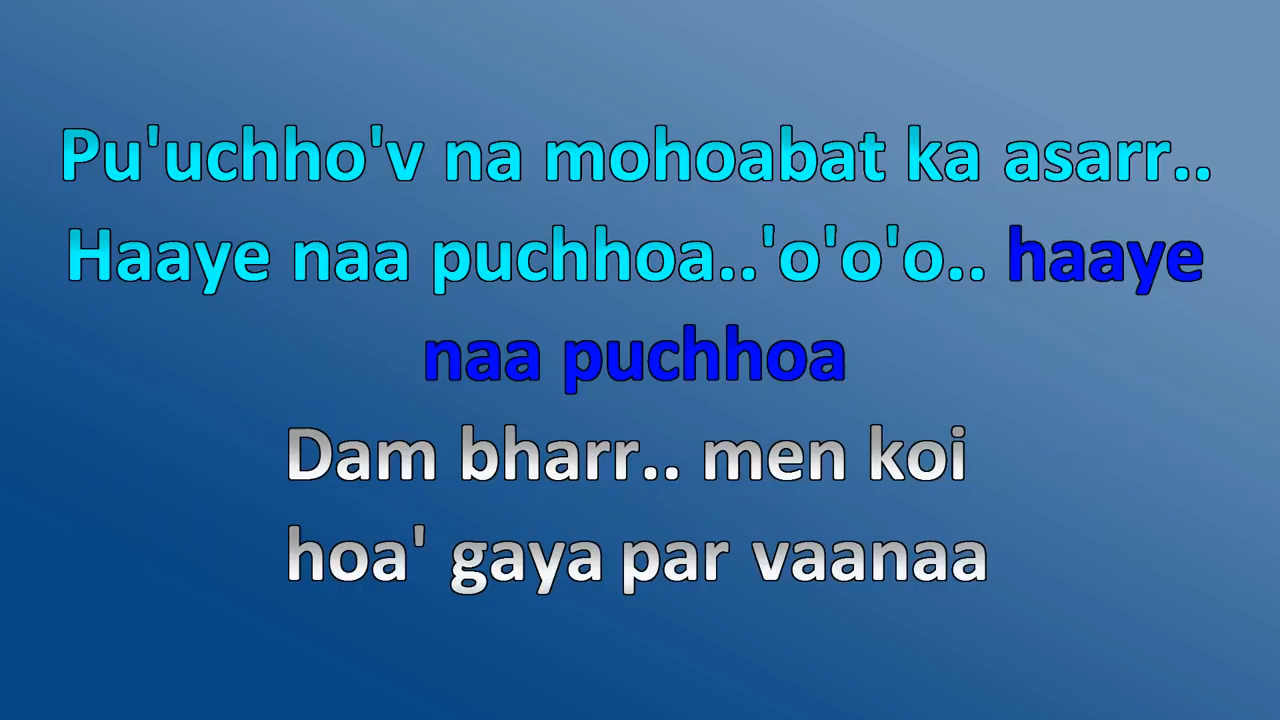 Pu'uchho'v na mohoabat ka asarr..
Haaye naa puchhoa..'o'o'o.. haaye
naa puchhoa
Dam bharr.. men koi
hoa' gaya par vaanaa